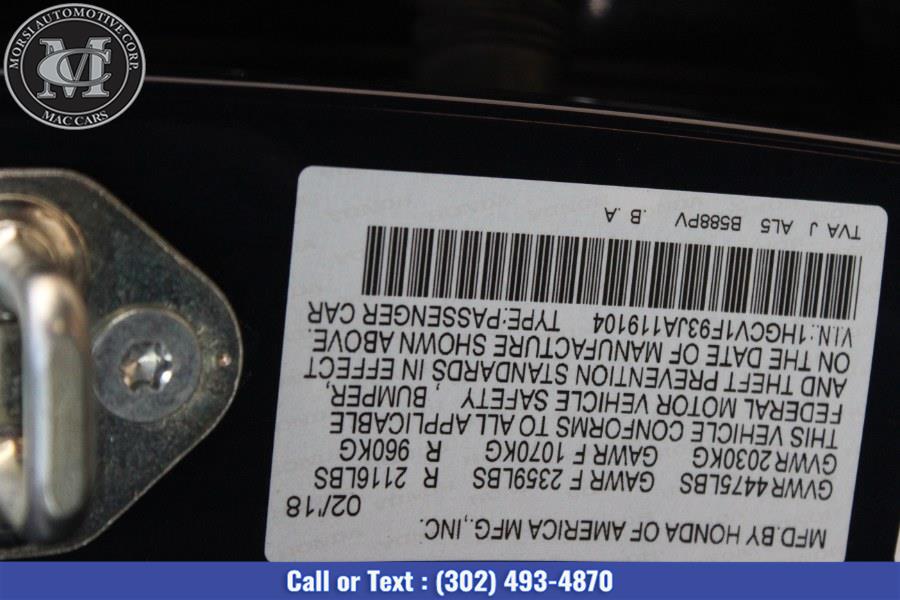 MORSI AUTOMOTIVE CORP.
MC
MAC CARS
MFD.BY HONDA OF AMERICA MFG.,INC.
02/'18
GVWR 4475LBS GAWR F 2359LBS R 2116LBS
GVWR 2030KG GAWR F 1070KG R 960KG
THIS VEHICLE CONFORMS TO ALL APPLICABLE
FEDERAL MOTOR VEHICLE SAFETY , BUMPER,
AND THEFT PREVENTION STANDARDS IN EFFECT
ON THE DATE OF MANUFACTURE SHOWN ABOVE.
V.I.N.:1HGCV1F93JA119104 TYPE:PASSENGER CAR
TVA J AL5 B588PV .B .A
Call or Text : (302) 493-4870